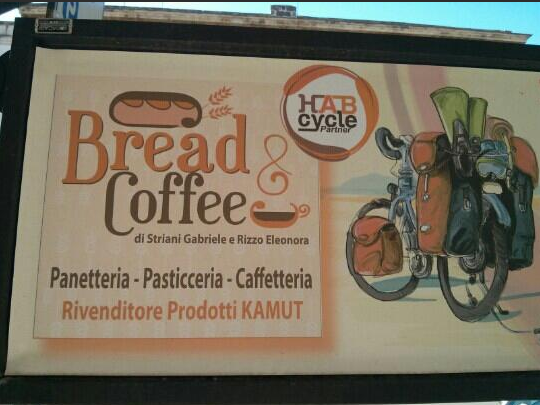 HAB
cycle
Partner
Bread &
Coffee
di Striani Gabriele e Rizzo Eleonora
Panetteria - Pasticceria - Caffetteria
Rivenditore Prodotti KAMUT